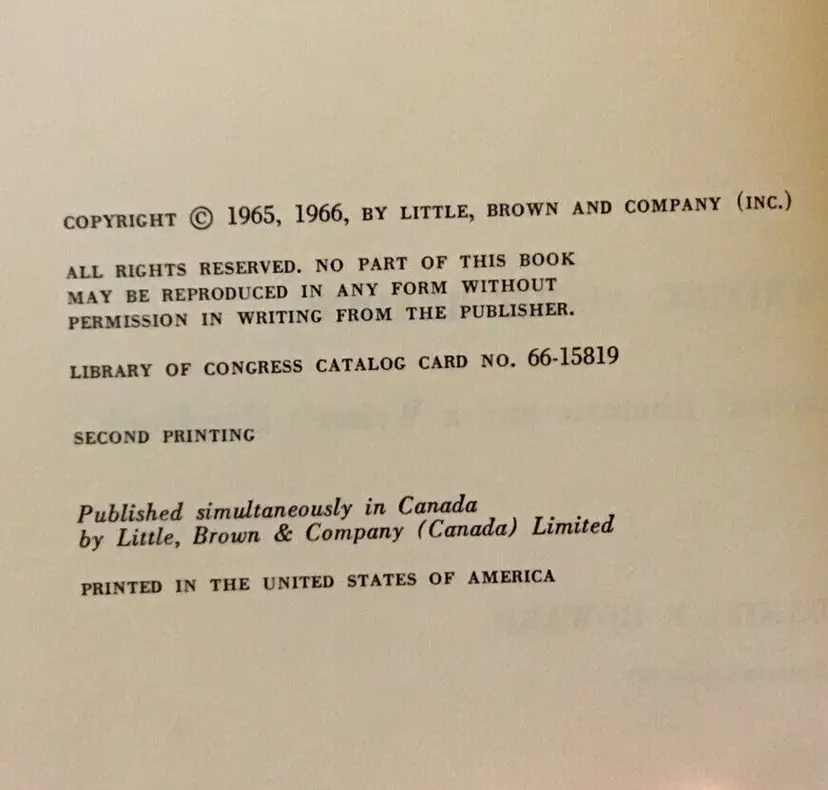 COPYRIGHT © 1965, 1966, BY LITTLE, BROWN AND COMPANY (INC.)
ALL RIGHTS RESERVED. NO PART OF THIS BOOK
MAY BE REPRODUCED IN ANY FORM WITHOUT
PERMISSION IN WRITING FROM THE PUBLISHER.
LIBRARY OF CONGRESS CATALOG CARD NO. 66-15819
SECOND PRINTING
Published simultaneously in Canada
by Little, Brown & Company (Canada) Limited
PRINTED IN THE UNITED STATES OF AMERICA